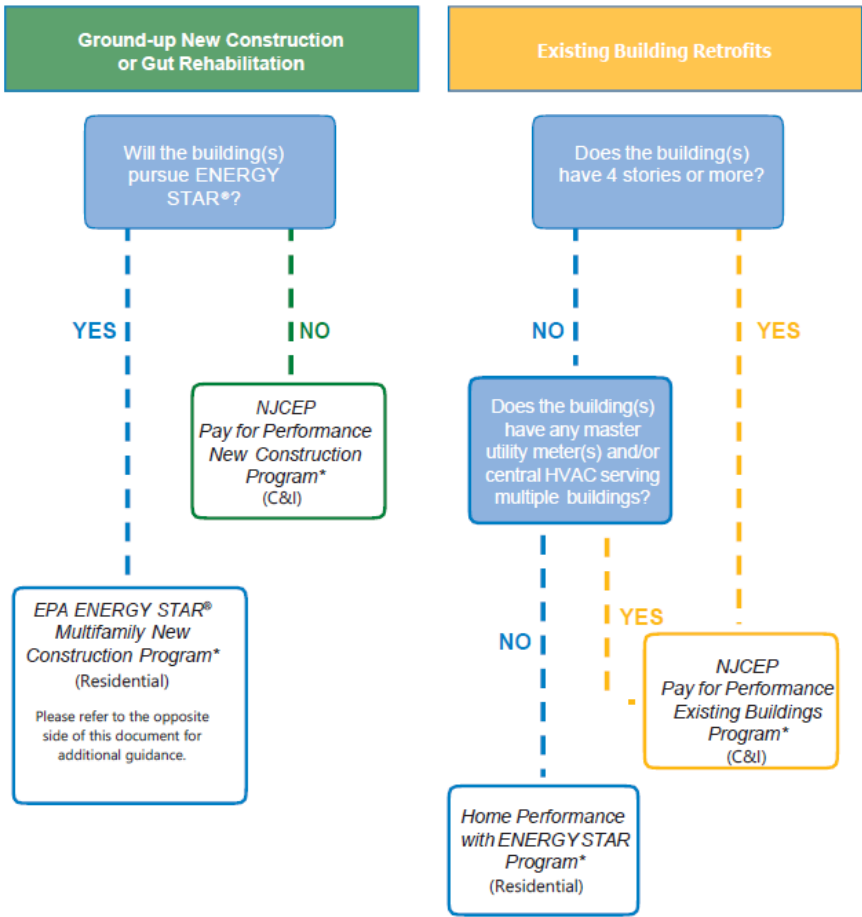 Ground-up New Construction
or Gut Rehabilitation
Will the building(s)
pursue ENERGY
STAR®?
YES
NO
NJCEP
Pay for Performance
New Construction
Program*
(C&I)
EPA ENERGY STAR®
Multifamily New
Construction Program*
(Residential)
Please refer to the opposite
side of this document for
additional guidance.
Existing Building Retrofits
Does the building(s)
have 4 stories or more?
NO
YES
Does the building(s)
have any master
utility meter(s) and/or
central HVAC serving
multiple buildings?
NO
YES
NJCEP
Pay for Performance
Existing Buildings
Program*
(C&I)
Home Performance
with ENERGY STAR
Program*
(Residential)